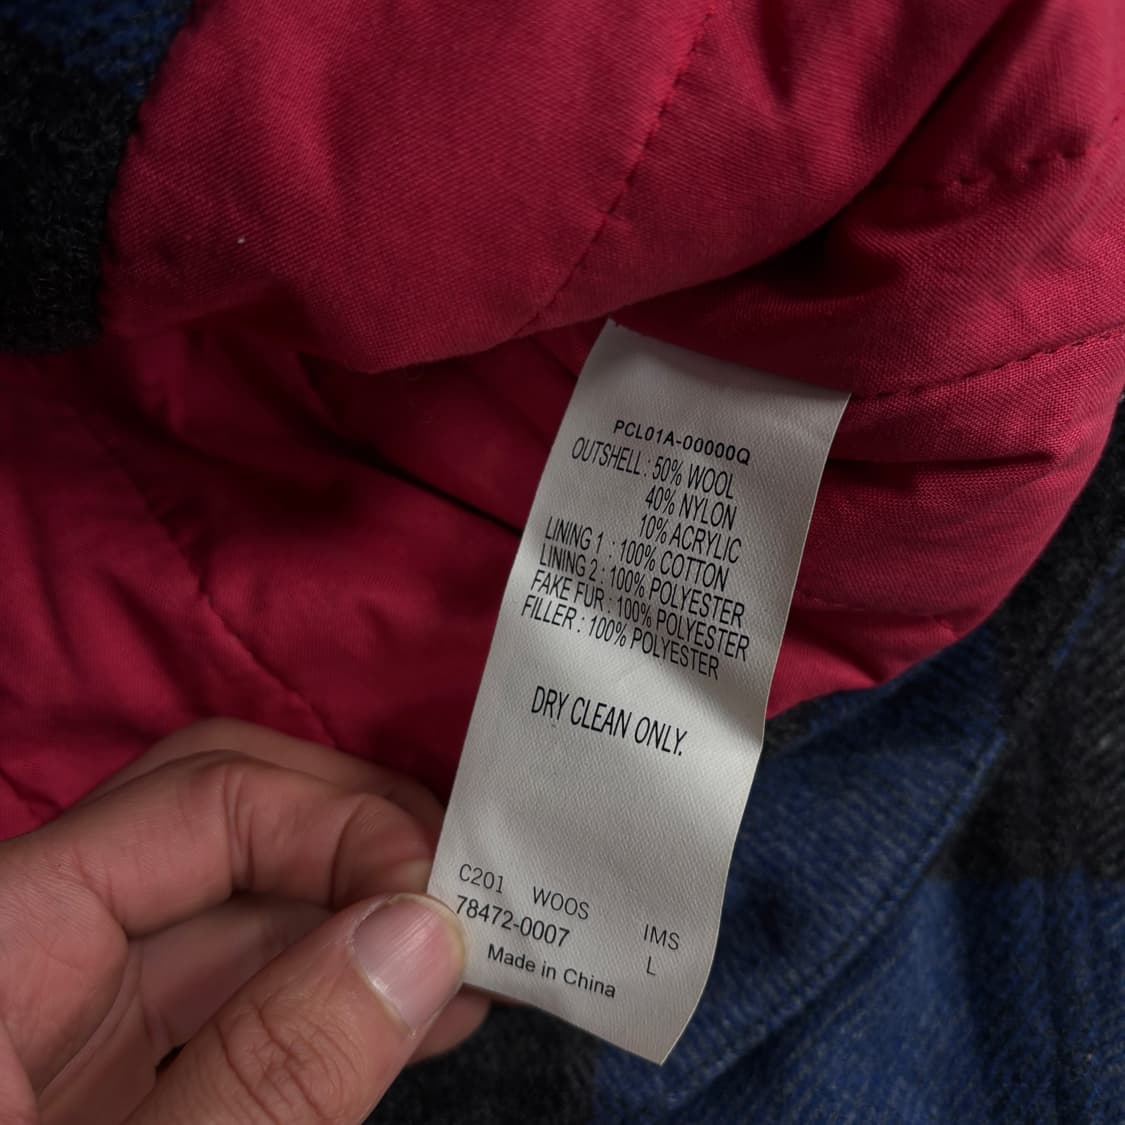 PCL01A-00000Q
OUTSHELL : 50% WOOL
40% NYLON
10% ACRYLIC
LINING 1 : 100% COTTON
LINING 2 : 100% POLYESTER
FAKE FUR : 100% POLYESTER
FILLER : 100% POLYESTER
DRY CLEAN ONLY.
C201 WOOS
78472-0007 IMS
Made in China L